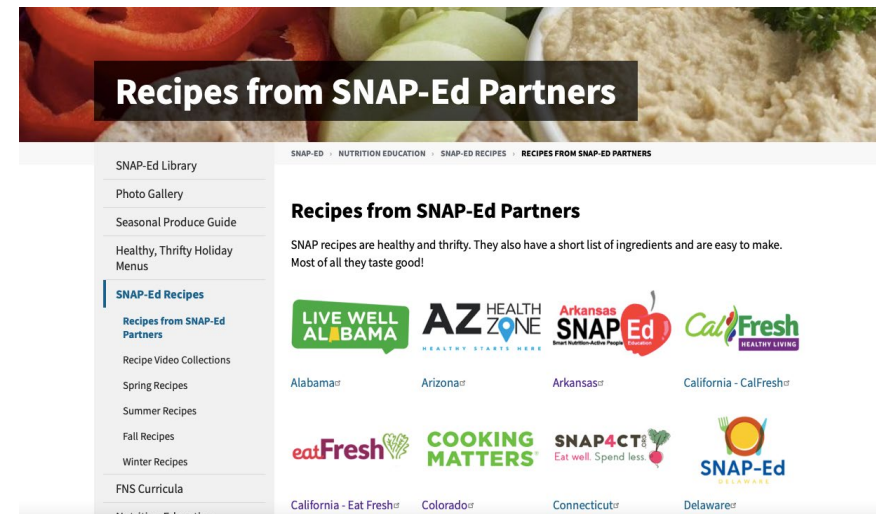 Recipes from SNAP-Ed Partners
SNAP-ED › NUTRITION EDUCATION › SNAP-ED RECIPES › RECIPES FROM SNAP-ED PARTNERS
SNAP-Ed Library
Photo Gallery
Seasonal Produce Guide
Healthy, Thrifty Holiday
Menus
SNAP-Ed Recipes
Recipes from SNAP-Ed
Partners
Recipe Video Collections
Spring Recipes
Summer Recipes
Fall Recipes
Winter Recipes
FNS Curricula
Recipes from SNAP-Ed Partners
SNAP recipes are healthy and thrifty. They also have a short list of ingredients and are easy to make.
Most of all they taste good!
LIVE WELL
ALABAMA
AZ HEALTH
ZONE
HEALTHY STARTS HERE
Arkansas
SNAP Ed
Smart Nutrition-Active People Education
CalFresh
HEALTHY LIVING
Alabama
Arizona
Arkansas
California - CalFresh
eatFresh
COOKING
MATTERS
SNAP4CT.ORG
Eat well. Spend less.
SNAP-Ed
DELAWARE
California - Eat Fresh
Colorado
Connecticut
Delaware